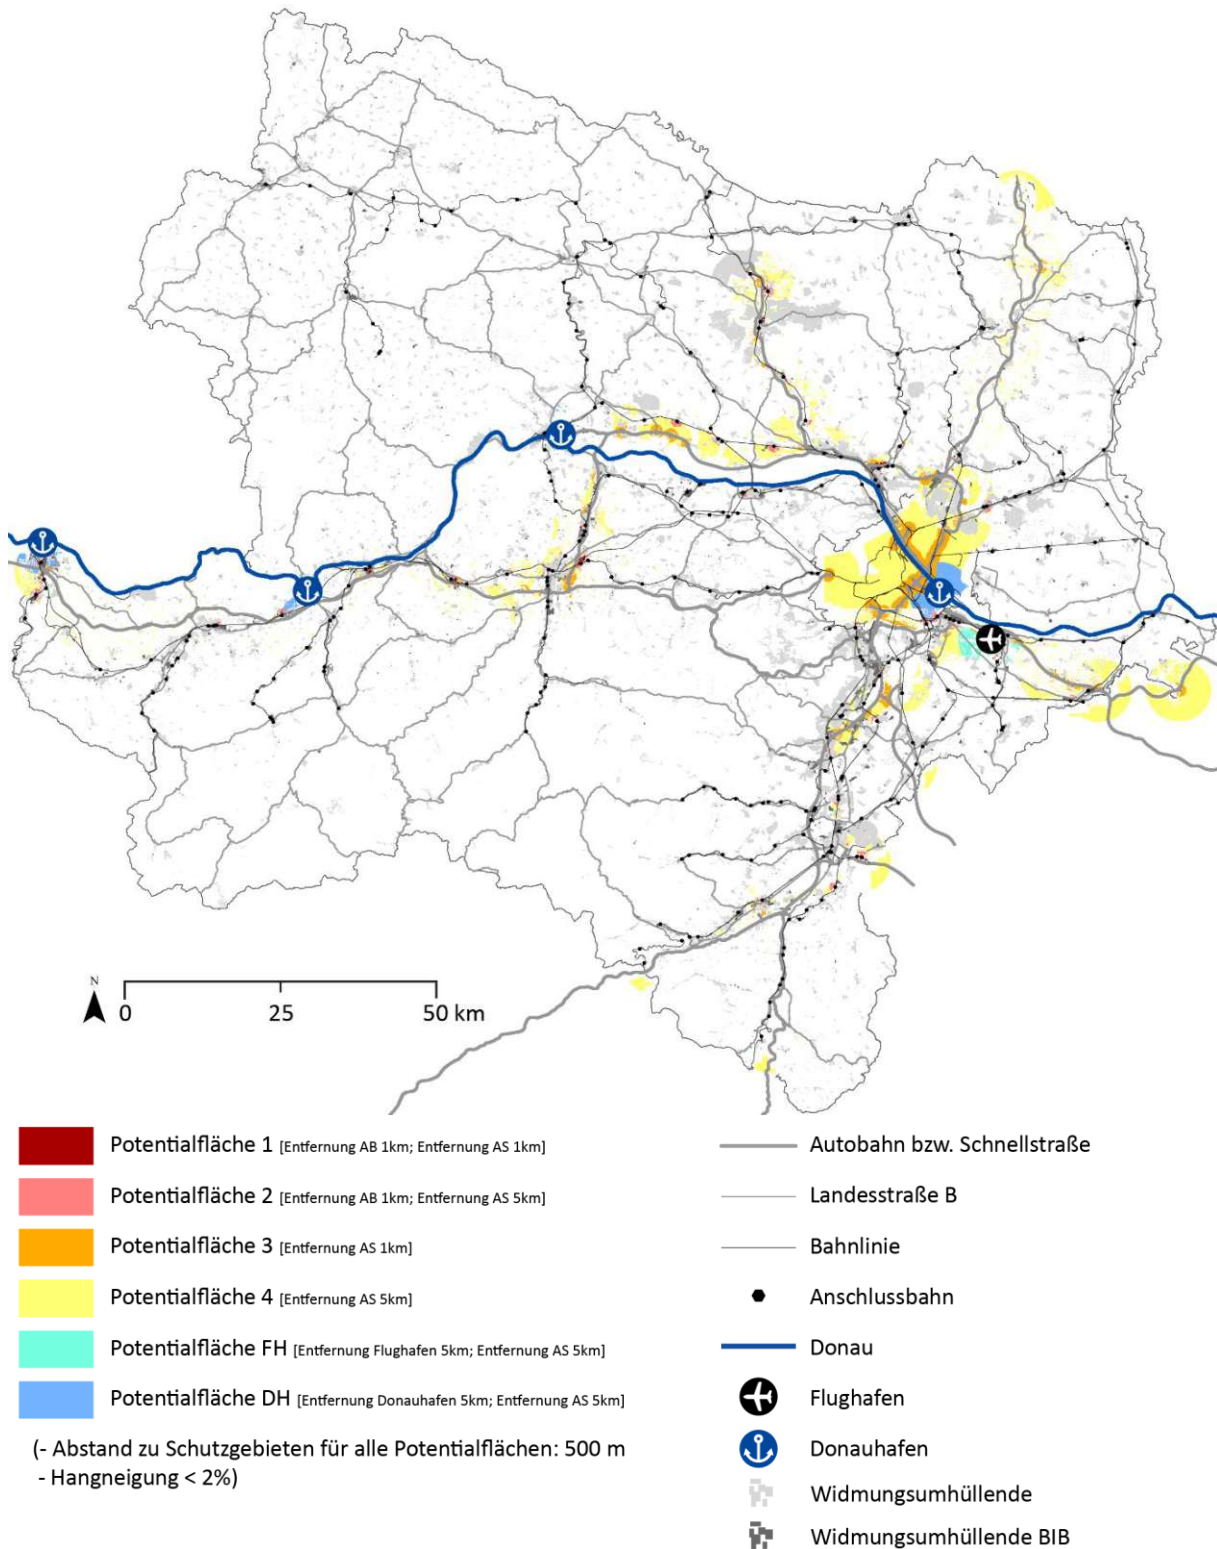 N
0 25 50 km
Potentialfläche 1 [Entfernung AB 1km; Entfernung AS 1km]
Potentialfläche 2 [Entfernung AB 1km; Entfernung AS 5km]
Potentialfläche 3 [Entfernung AS 1km]
Potentialfläche 4 [Entfernung AS 5km]
Potentialfläche FH [Entfernung Flughafen 5km; Entfernung AS 5km]
Potentialfläche DH [Entfernung Donauhafen 5km; Entfernung AS 5km]
(- Abstand zu Schutzgebieten für alle Potentialflächen: 500 m
- Hangneigung < 2%)
Autobahn bzw. Schnellstraße
Landesstraße B
Bahnlinie
Anschlussbahn
Donau
Flughafen
Donauhafen
Widmungsumhüllende
Widmungsumhüllende BIB